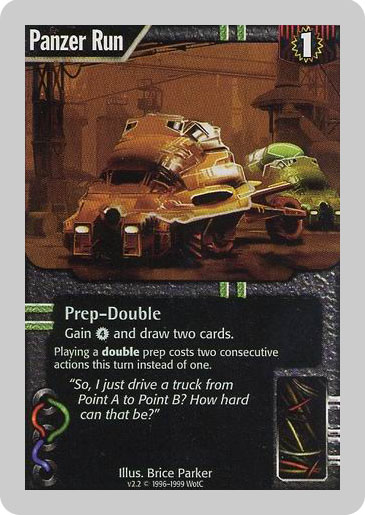 Panzer Run
1
Prep-Double
Gain 4 and draw two cards.
Playing a double prep costs two consecutive
actions this turn instead of one.
"So, I just drive a truck from
Point A to Point B? How hard
can that be?"
Illus. Brice Parker
v2.2 © 1996-1999 WotC